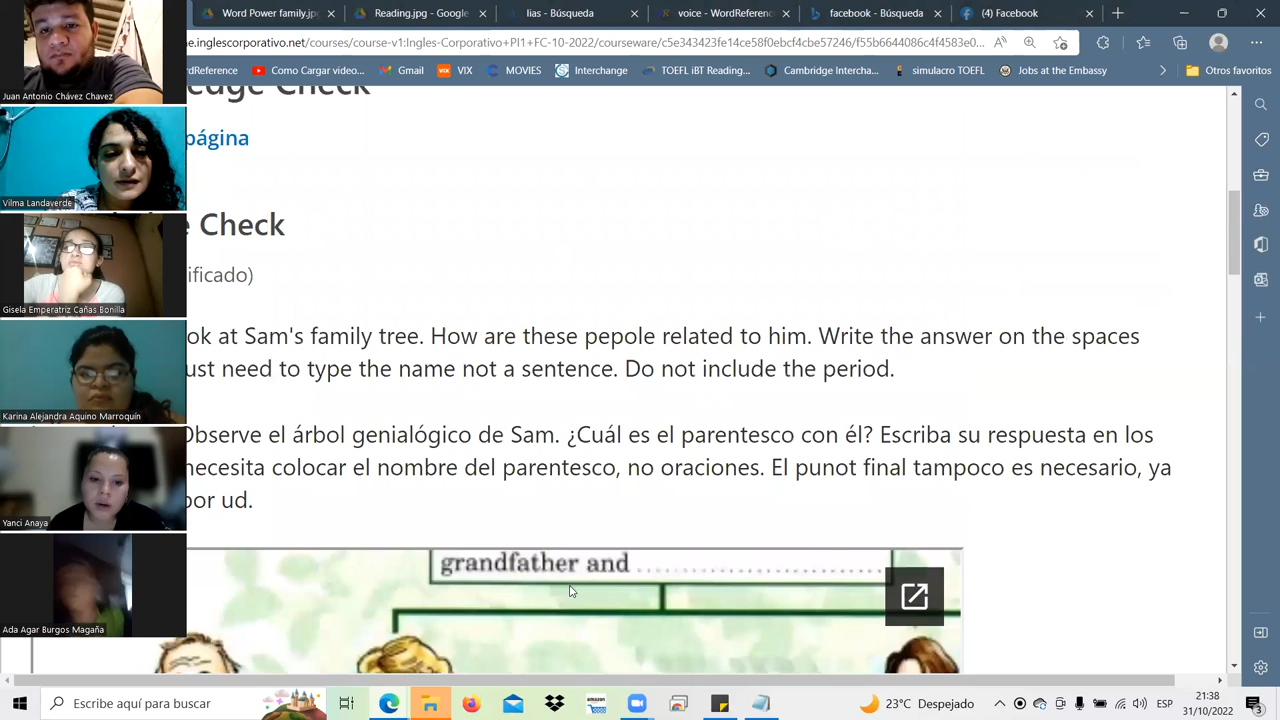 Word Power family.jpg
Reading.jpg - Google
lias - Búsqueda
voice - WordReference
facebook - Búsqueda
(4) Facebook
e.inglescorporativo.net/courses/course-v1:Ingles-Corporativo+PI1+FC-10-2022/courseware/c5e343423fe14ce58f0ebcf4cbe57246/f55b6644086c4f4583e0...
rdReference
Como Cargar video...
Gmail
VIX
MOVIES
Interchange
TOEFL iBT Reading...
Cambridge Intercha...
simulacro TOEFL
Jobs at the Embassy
Otros favoritos
edge Check
página
e Check
ificado)
ok at Sam's family tree. How are these pepole related to him. Write the answer on the spaces
ust need to type the name not a sentence. Do not include the period.
Observe el árbol genialógico de Sam. ¿Cuál es el parentesco con él? Escriba su respuesta en los
necesita colocar el nombre del parentesco, no oraciones. El punot final tampoco es necesario, ya
por ud.
grandfather and ..............................
Juan Antonio Chávez Chavez
Vilma Landaverde
Gisela Emperatriz Cañas Bonilla
Karina Alejandra Aquino Marroquín
Yanci Anaya
Ada Agar Burgos Magaña
Escribe aquí para buscar
23°C Despejado
ESP
21:38
31/10/2022
3